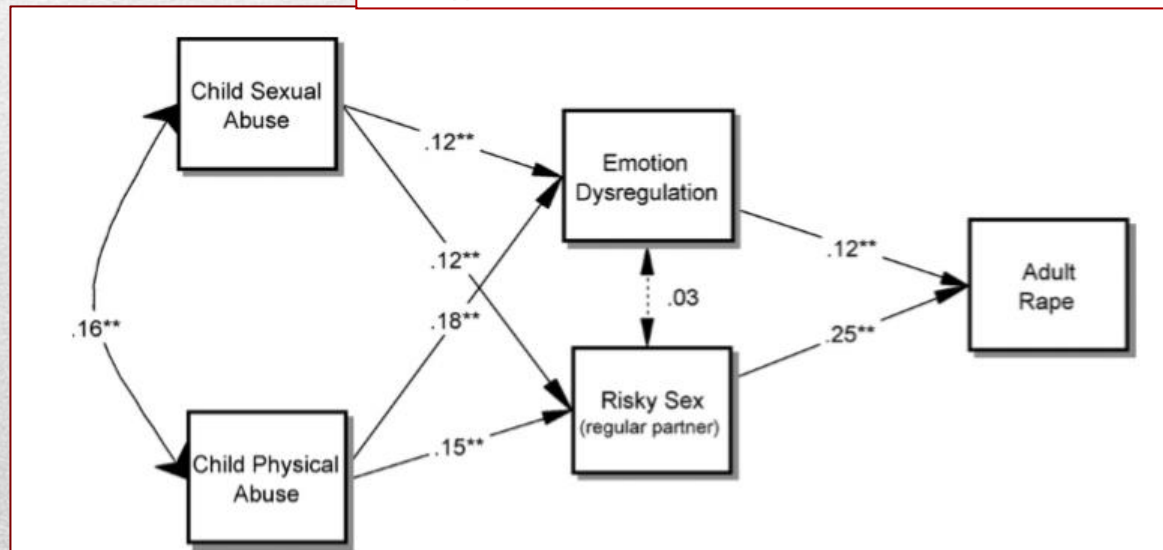 Child Sexual
Abuse
.12**
Emotion
Dysregulation
.12**
.12**
Adult
Rape
.03
.18**
.16**
.25**
Risky Sex
(regular partner)
.15**
Child Physical
Abuse